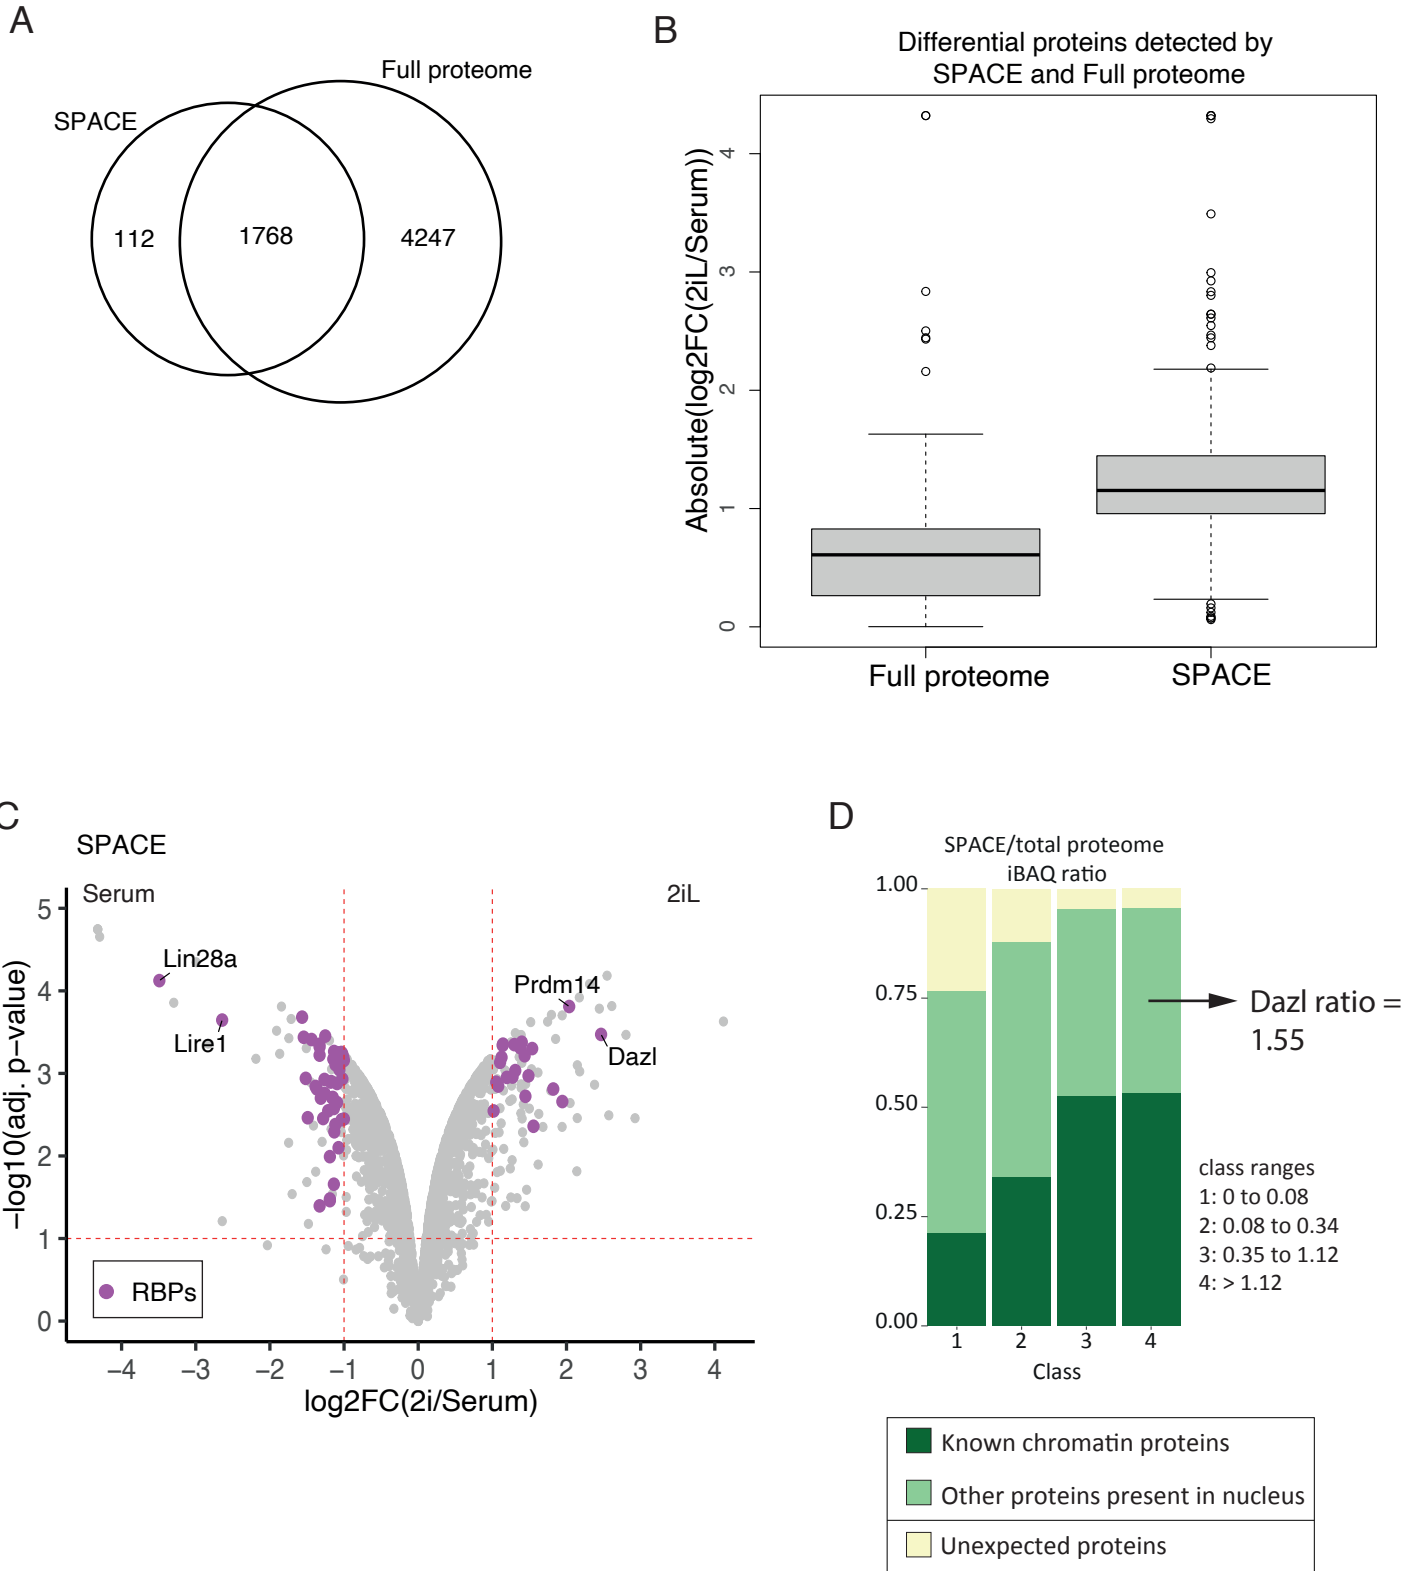 A
Full proteome
SPACE
112
1768
4247
B
Differential proteins detected by
SPACE and Full proteome
Absolute(log2FC(2iL/Serum))
4
3
2
1
0
Full proteome
SPACE
C
SPACE
Serum
2iL
Lin28a
Lire1
Prdm14
Dazl
−log10(adj. p−value)
5
4
3
2
1
0
RBPs
−4
−3
−2
−1
0
1
2
3
4
log2FC(2i/Serum)
D
SPACE/total proteome
iBAQ ratio
1.00
0.75
0.50
0.25
0.00
1
2
3
4
Class
Dazl ratio =
1.55
class ranges
1: 0 to 0.08
2: 0.08 to 0.34
3: 0.35 to 1.12
4: > 1.12
Known chromatin proteins
Other proteins present in nucleus
Unexpected proteins